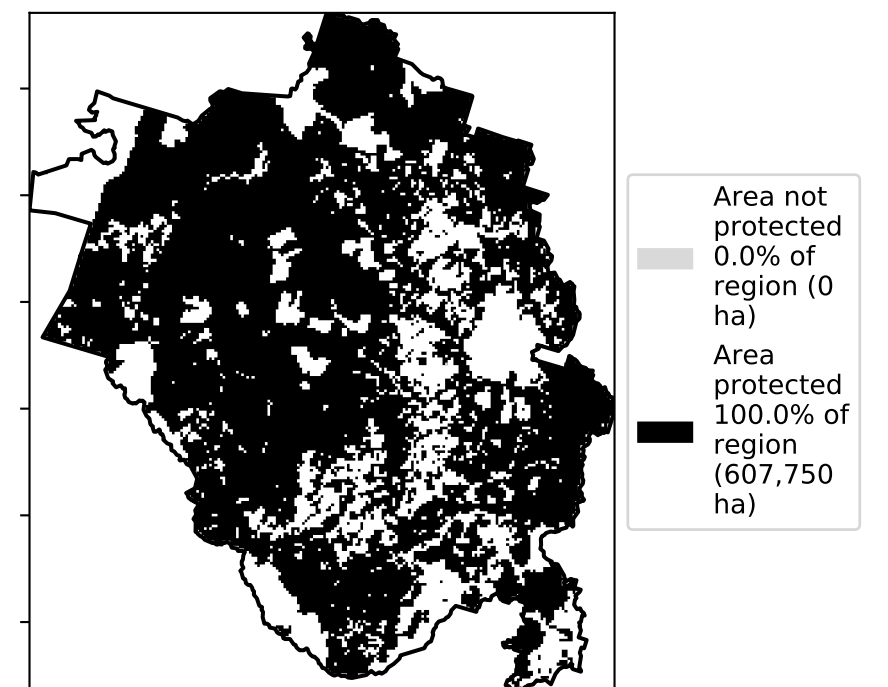 Area not
protected
0.0% of
region (0
ha)
Area
protected
100.0% of
region
(607,750
ha)